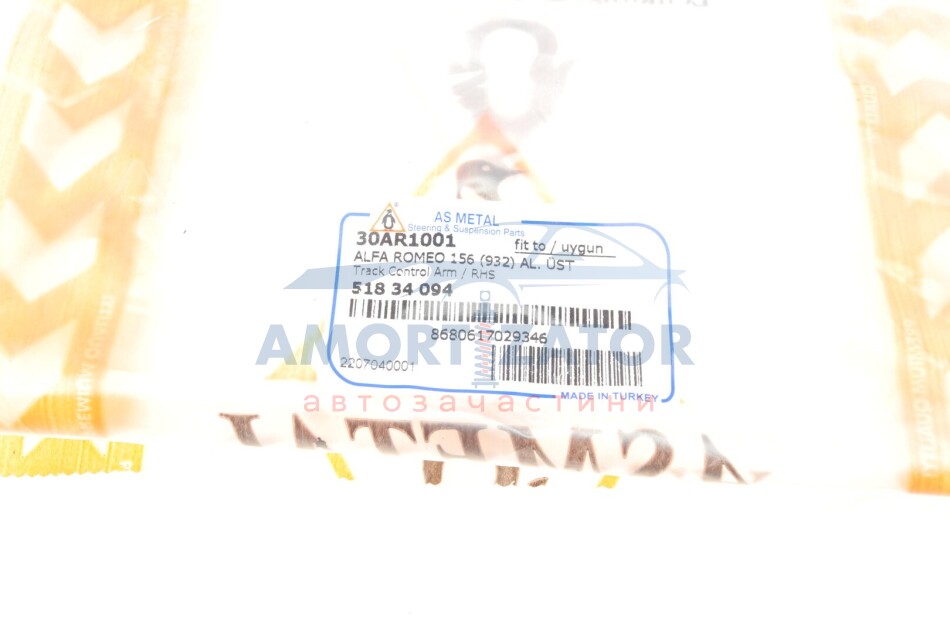 AS METAL
Steering & Suspension Parts
30AR1001 fit to / uygun
ALFA ROMEO 156 (932) AL. ÜST
Track Control Arm / RHS
518 34 094
AMORTIZATOR
8680617029346
2207040001
MADE IN TURKEY
автозачастини